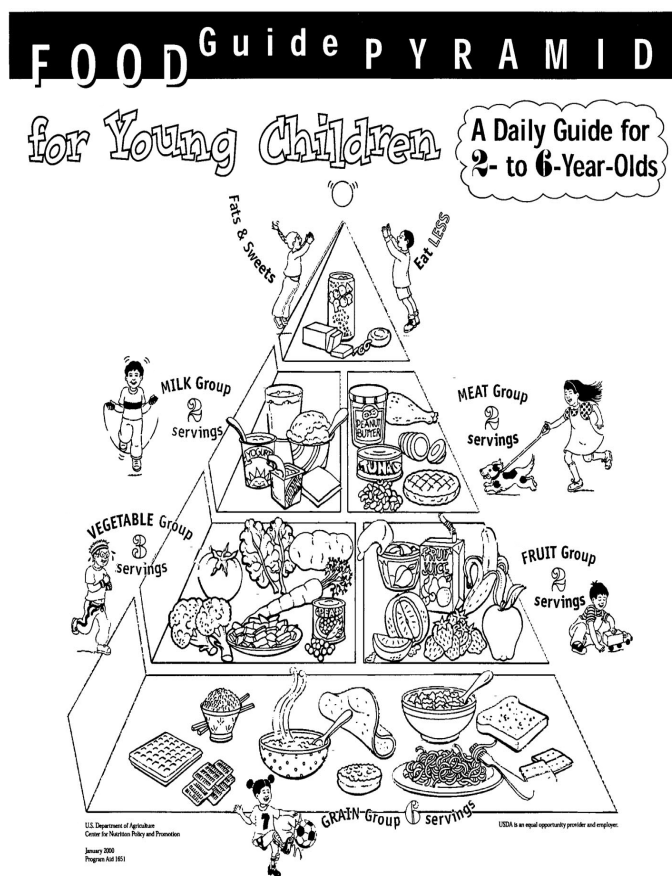 FOOD Guide PYRAMID
for Young Children
A Daily Guide for
2- to 6-Year-Olds
Fats & Sweets
Eat LESS
MILK Group
2
servings
MEAT Group
2
servings
YOGURT
PEANUT
BUTTER
TUNA
VEGETABLE Group
3
servings
FRUIT Group
2
servings
FRUIT
JUICE
PEAS
GRAIN Group 6 servings
U.S. Department of Agriculture
Center for Nutrition Policy and Promotion
January 2000
Program Aid 1651
USDA is an equal opportunity provider and employer.